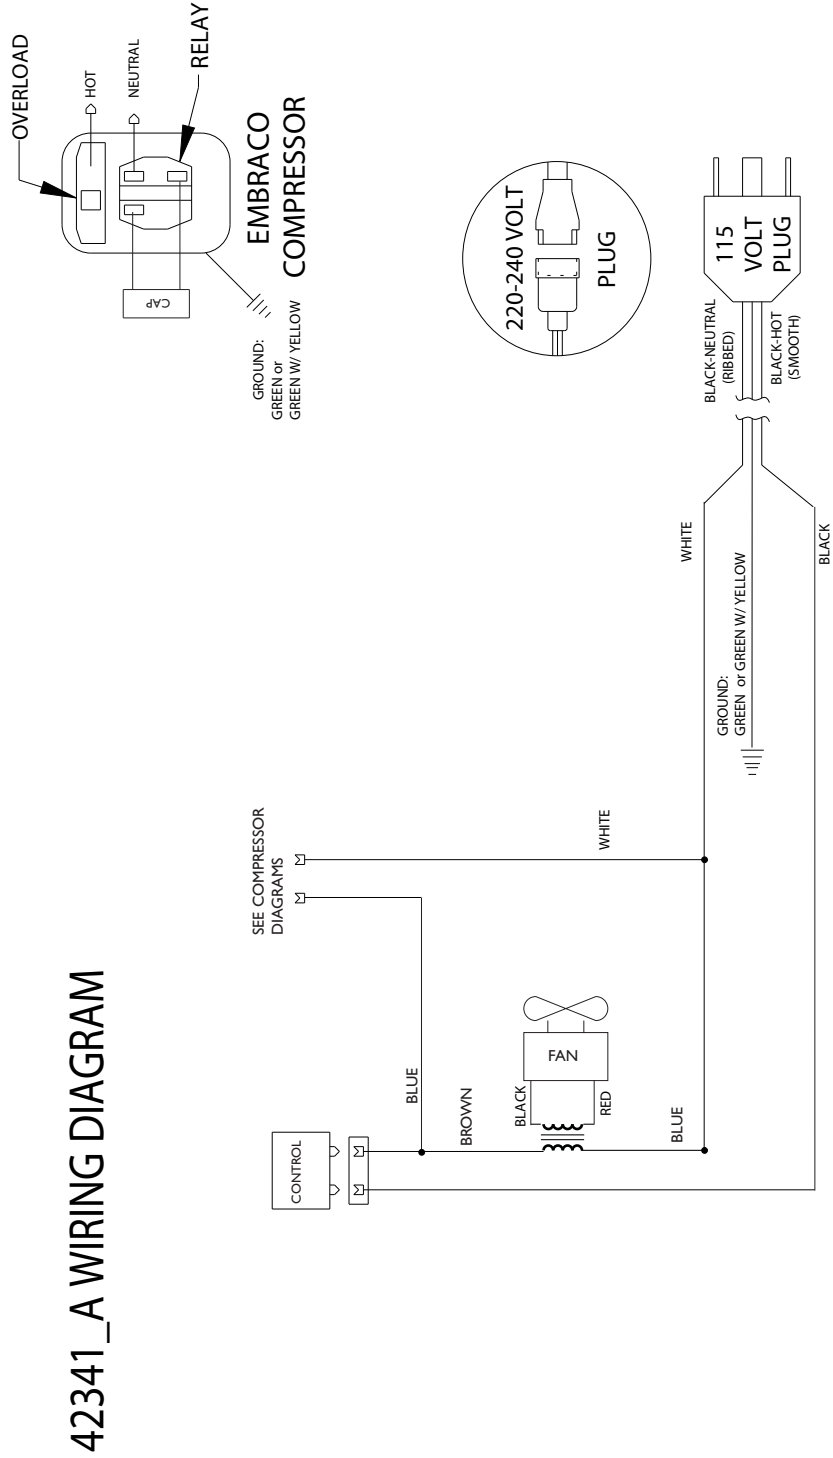 42341_A WIRING DIAGRAM
CONTROL
BLUE
BROWN
BLACK
RED
FAN
BLUE
SEE COMPRESSOR
DIAGRAMS
WHITE
GROUND:
GREEN or GREEN W/ YELLOW
WHITE
BLACK
BLACK-NEUTRAL
(RIBBED)
BLACK-HOT
(SMOOTH)
115
VOLT
PLUG
220-240 VOLT
PLUG
GROUND:
GREEN or
GREEN W/ YELLOW
CAP
EMBRACO
COMPRESSOR
OVERLOAD
HOT
NEUTRAL
RELAY